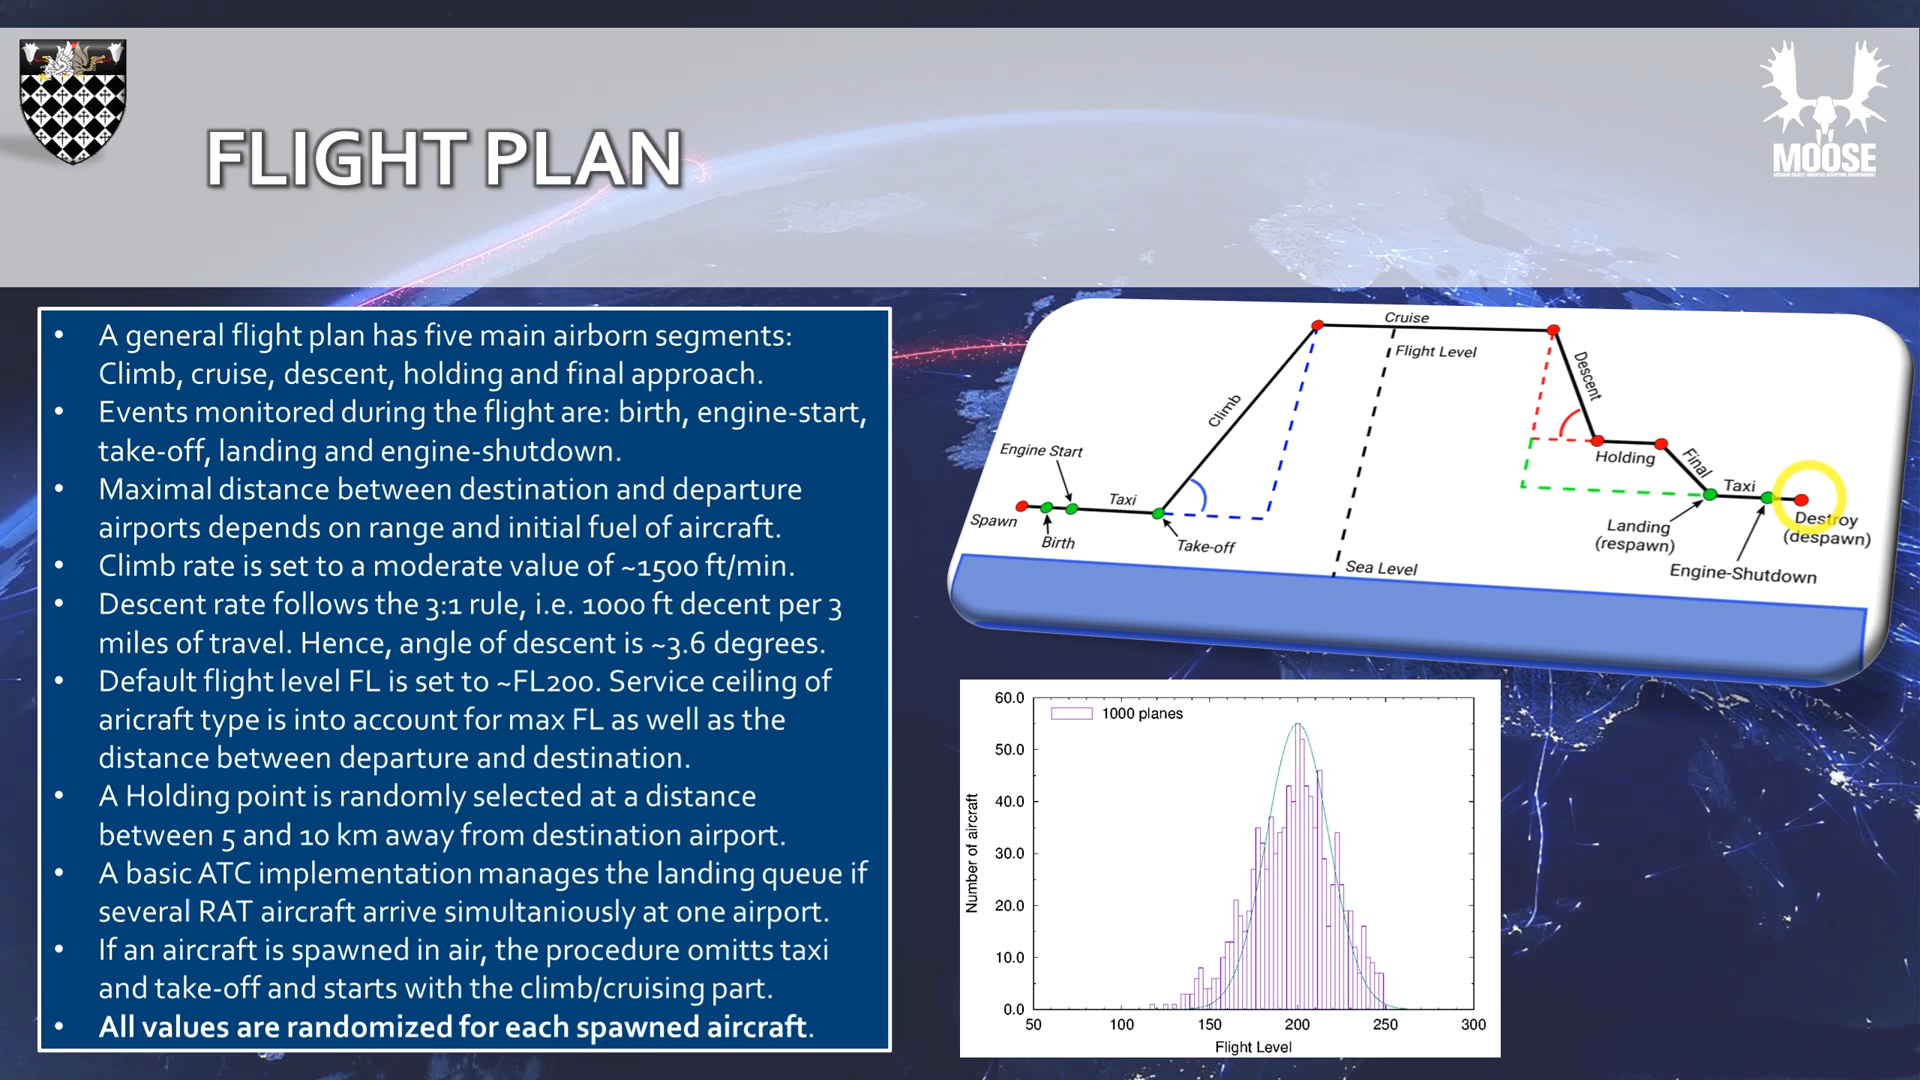 FLIGHT PLAN
MOOSE
• A general flight plan has five main airborn segments:
Climb, cruise, descent, holding and final approach.
• Events monitored during the flight are: birth, engine-start,
take-off, landing and engine-shutdown.
• Maximal distance between destination and departure
airports depends on range and initial fuel of aircraft.
• Climb rate is set to a moderate value of ~1500 ft/min.
• Descent rate follows the 3:1 rule, i.e. 1000 ft decent per 3
miles of travel. Hence, angle of descent is ~3.6 degrees.
• Default flight level FL is set to ~FL200. Service ceiling of
aricraft type is into account for max FL as well as the
distance between departure and destination.
• A Holding point is randomly selected at a distance
between 5 and 10 km away from destination airport.
• A basic ATC implementation manages the landing queue if
several RAT aircraft arrive simultaniously at one airport.
• If an aircraft is spawned in air, the procedure omitts taxi
and take-off and starts with the climb/cruising part.
• All values are randomized for each spawned aircraft.
Cruise
Flight Level
Climb
Descent
Engine Start
Holding
Final
Taxi
Taxi
Spawn
Birth
Take-off
Landing
(respawn)
Destroy
(despawn)
Engine-Shutdown
Sea Level
1000 planes
60.0
50.0
40.0
30.0
20.0
10.0
0.0
Number of aircraft
50 100 150 200 250 300
Flight Level